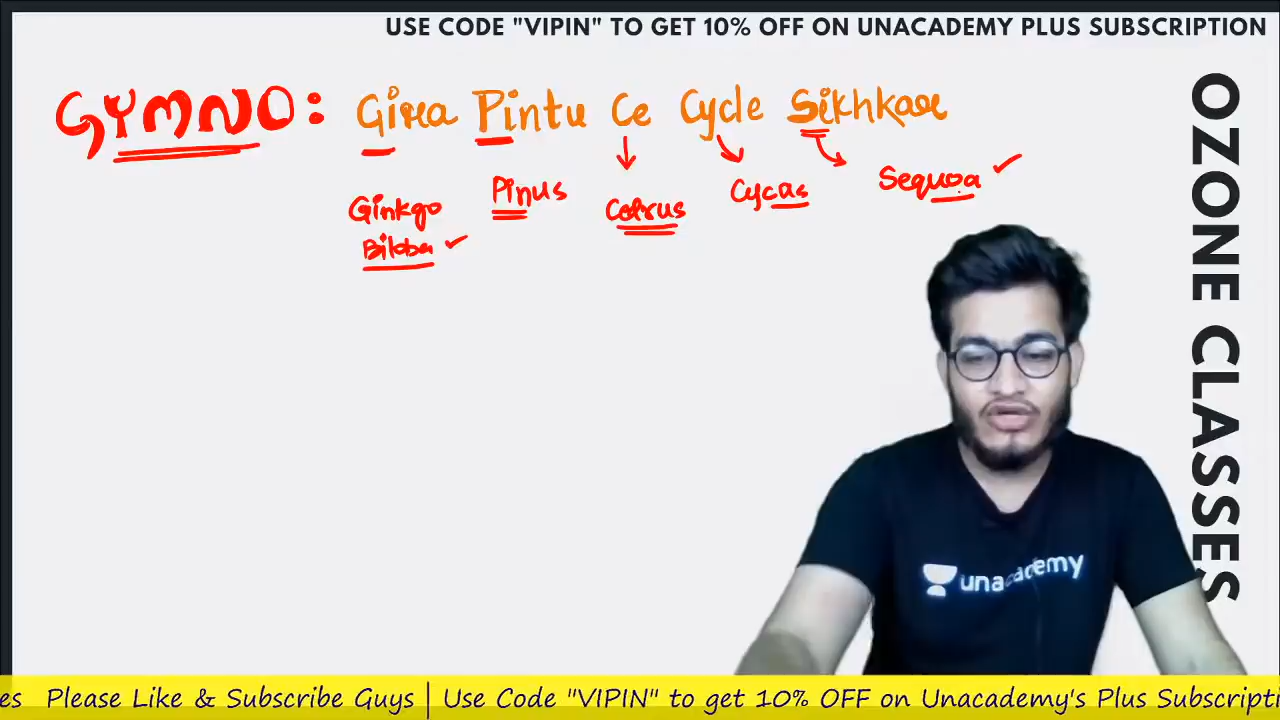 USE CODE "VIPIN" TO GET 10% OFF ON UNACADEMY PLUS SUBSCRIPTION
GYMNO: Gira Pintu Ce Cycle Sikhkar
Ginkgo Biloba ✓
Pinus
Cycas
Sequoa ✓
OZONE CLASSES
unacademy
es Please Like & Subscribe Guys | Use Code "VIPIN" to get 10% OFF on Unacademy's Plus Subscripti